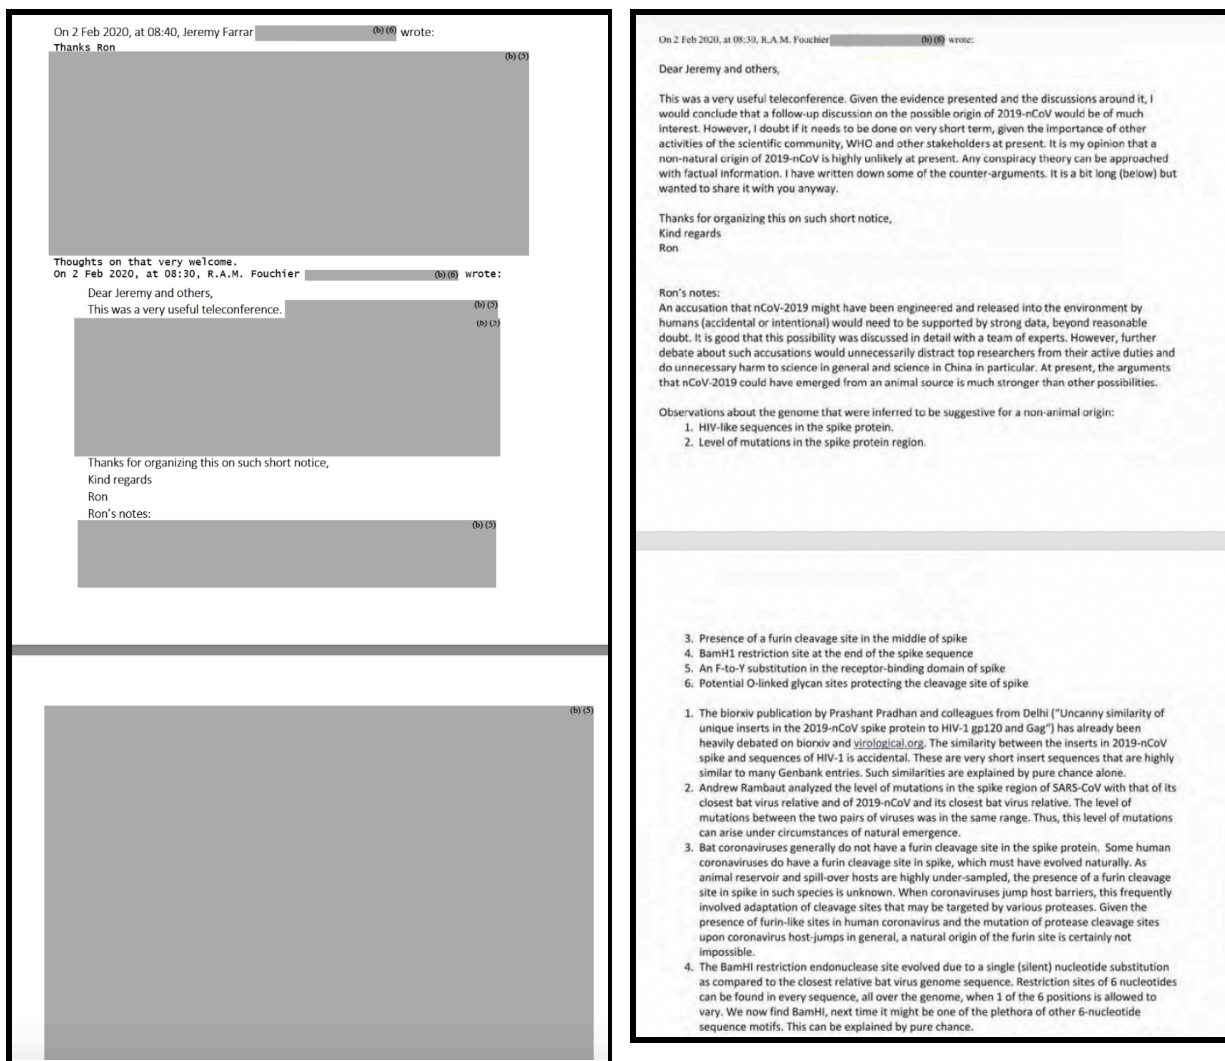 On 2 Feb 2020, at 08:40, Jeremy Farrar (b) (6) wrote:
Thanks Ron
(b) (5)
Thoughts on that very welcome.
On 2 Feb 2020, at 08:30, R.A.M. Fouchier (b) (6) wrote:
Dear Jeremy and others,
This was a very useful teleconference. (b) (5)
(b) (5)
Thanks for organizing this on such short notice,
Kind regards
Ron
Ron's notes:
(b) (5)
(b) (5)
On 2 Feb 2020, at 08:30, R.A.M. Fouchier (b) (6) wrote:
Dear Jeremy and others,
This was a very useful teleconference. Given the evidence presented and the discussions around it, I
would conclude that a follow-up discussion on the possible origin of 2019-nCoV would be of much
interest. However, I doubt if it needs to be done on very short term, given the importance of other
activities of the scientific community, WHO and other stakeholders at present. It is my opinion that a
non-natural origin of 2019-nCoV is highly unlikely at present. Any conspiracy theory can be approached
with factual information. I have written down some of the counter-arguments. It is a bit long (below) but
wanted to share it with you anyway.
Thanks for organizing this on such short notice,
Kind regards
Ron
Ron's notes:
An accusation that nCoV-2019 might have been engineered and released into the environment by
humans (accidental or intentional) would need to be supported by strong data, beyond reasonable
doubt. It is good that this possibility was discussed in detail with a team of experts. However, further
debate about such accusations would unnecessarily distract top researchers from their active duties and
do unnecessary harm to science in general and science in China in particular. At present, the arguments
that nCoV-2019 could have emerged from an animal source is much stronger than other possibilities.
Observations about the genome that were inferred to be suggestive for a non-animal origin:
1. HIV-like sequences in the spike protein.
2. Level of mutations in the spike protein region.
3. Presence of a furin cleavage site in the middle of spike
4. BamH1 restriction site at the end of the spike sequence
5. An F-to-Y substitution in the receptor-binding domain of spike
6. Potential O-linked glycan sites protecting the cleavage site of spike
1. The biorxiv publication by Prashant Pradhan and colleagues from Delhi ("Uncanny similarity of
unique inserts in the 2019-nCoV spike protein to HIV-1 gp120 and Gag") has already been
heavily debated on biorxiv and virological.org. The similarity between the inserts in 2019-nCoV
spike and sequences of HIV-1 is accidental. These are very short insert sequences that are highly
similar to many Genbank entries. Such similarities are explained by pure chance alone.
2. Andrew Rambaut analyzed the level of mutations in the spike region of SARS-CoV with that of its
closest bat virus relative and of 2019-nCoV and its closest bat virus relative. The level of
mutations between the two pairs of viruses was in the same range. Thus, this level of mutations
can arise under circumstances of natural emergence.
3. Bat coronaviruses generally do not have a furin cleavage site in the spike protein. Some human
coronaviruses do have a furin cleavage site in spike, which must have evolved naturally. As
animal reservoir and spill-over hosts are highly under-sampled, the presence of a furin cleavage
site in spike in such species is unknown. When coronaviruses jump host barriers, this frequently
involved adaptation of cleavage sites that may be targeted by various proteases. Given the
presence of furin-like sites in human coronavirus and the mutation of protease cleavage sites
upon coronavirus host-jumps in general, a natural origin of the furin site is certainly not
impossible.
4. The BamHI restriction endonuclease site evolved due to a single (silent) nucleotide substitution
as compared to the closest relative bat virus genome sequence. Restriction sites of 6 nucleotides
can be found in every sequence, all over the genome, when 1 of the 6 positions is allowed to
vary. We now find BamHI, next time it might be one of the plethora of other 6-nucleotide
sequence motifs. This can be explained by pure chance.